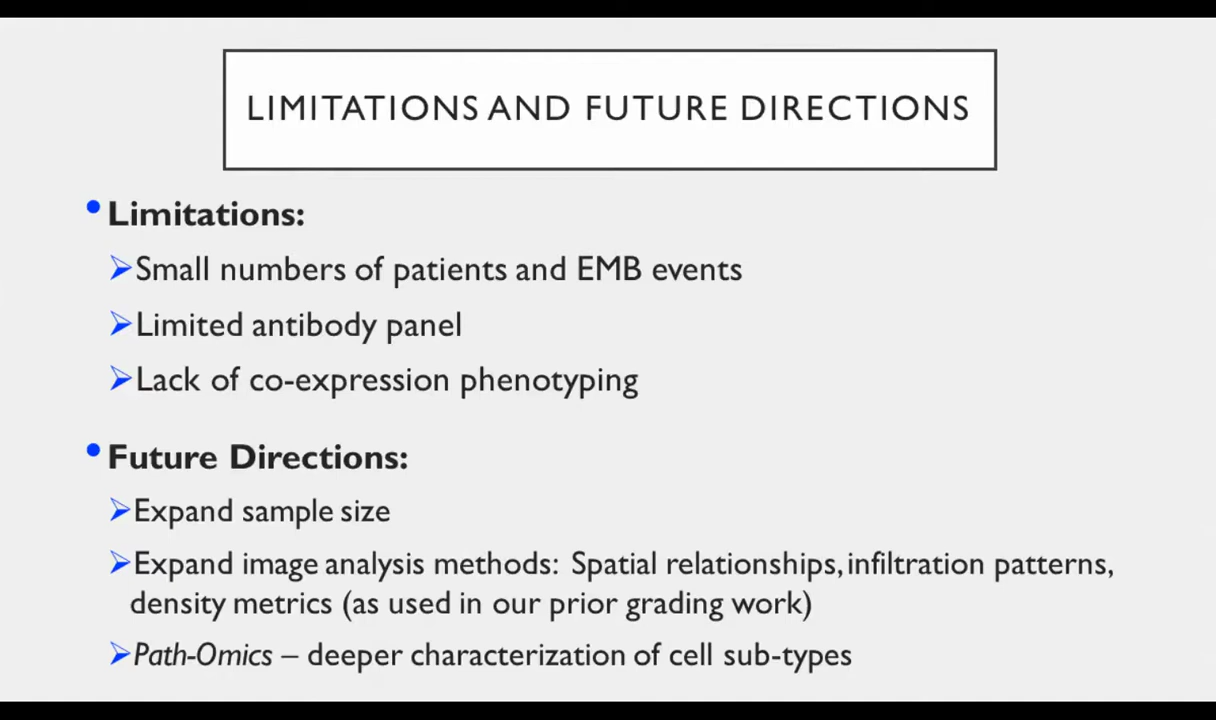 LIMITATIONS AND FUTURE DIRECTIONS
• Limitations:
➢Small numbers of patients and EMB events
➢Limited antibody panel
➢Lack of co-expression phenotyping
• Future Directions:
➢Expand sample size
➢Expand image analysis methods: Spatial relationships, infiltration patterns,
density metrics (as used in our prior grading work)
➢Path-Omics – deeper characterization of cell sub-types